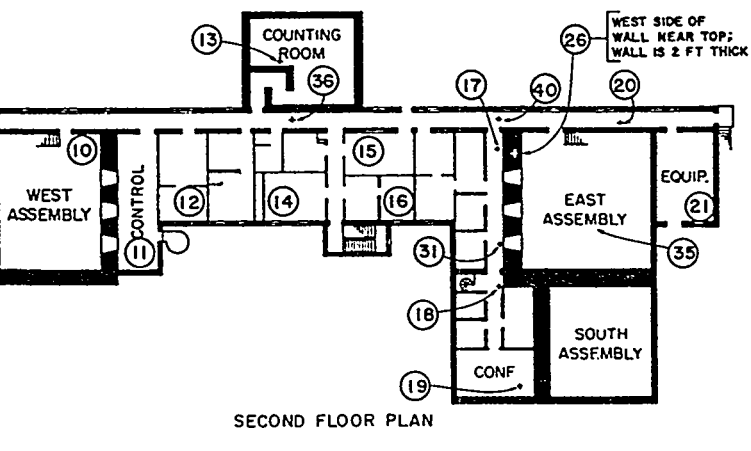 WEST SIDE OF
WALL NEAR TOP;
WALL IS 2 FT THICK
13
COUNTING
ROOM
26
36
17
40
20
10
15
WEST
ASSEMBLY
CONTROL
12
14
16
EAST
ASSEMBLY
EQUIP.
21
11
31
35
18
SOUTH
ASSEMBLY
CONF
19
SECOND FLOOR PLAN